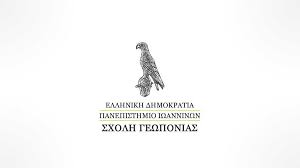 ΕΛΛΗΝΙΚΗ ΔΗΜΟΚΡΑΤΙΑ
ΠΑΝΕΠΙΣΤΗΜΙΟ ΙΩΑΝΝΙΝΩΝ
ΣΧΟΛΗ ΓΕΩΠΟΝΙΑΣ